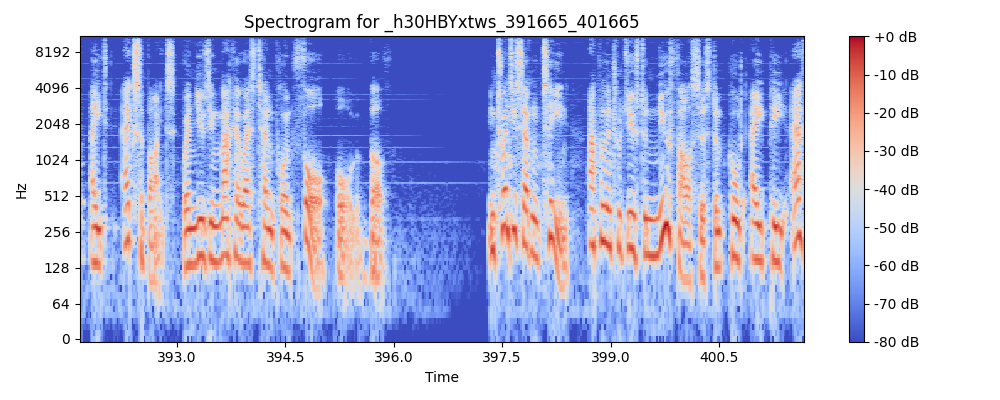 Spectrogram for _h30HBYxtws_391665_401665
8192
4096
2048
1024
512
256
128
64
0
Hz
393.0 394.5 396.0 397.5 399.0 400.5
Time
+0 dB
-10 dB
-20 dB
-30 dB
-40 dB
-50 dB
-60 dB
-70 dB
-80 dB